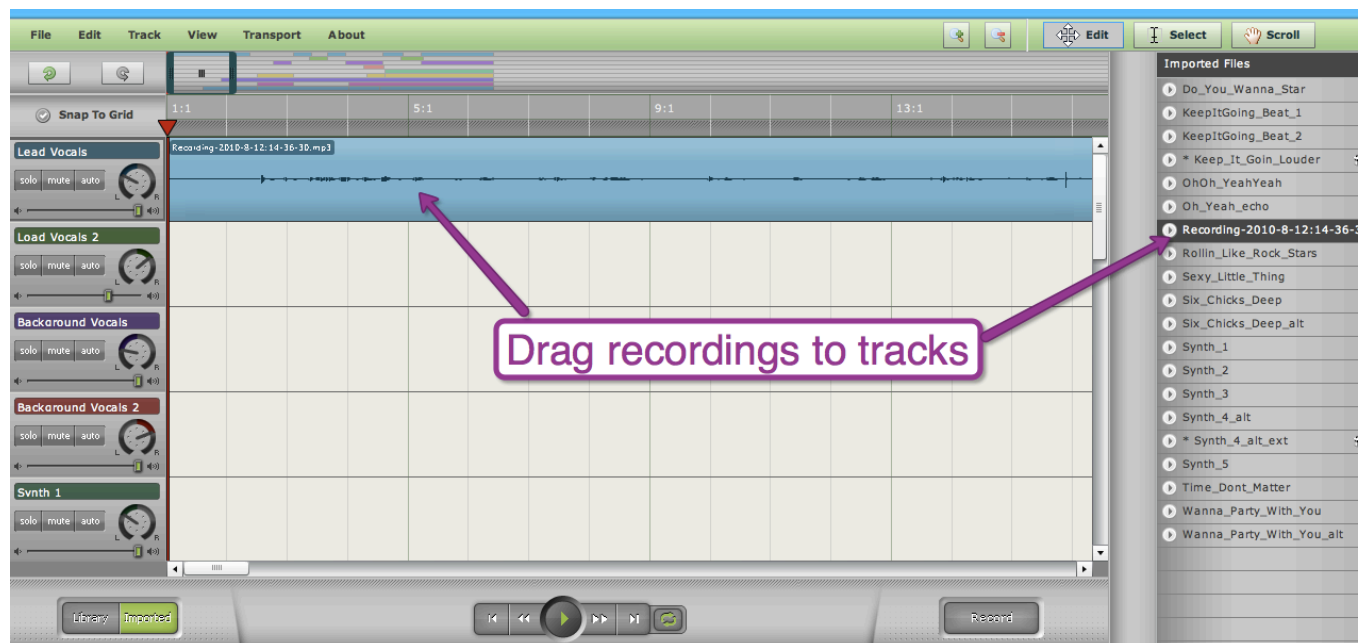 File Edit Track View Transport About Edit Select Scroll
Imported Files
Snap To Grid
1:1 5:1 9:1 13:1
Lead Vocals
solo mute auto
L R
Recording-2010-8-12:14-36-30.mp3
Load Vocals 2
solo mute auto
L R
Background Vocals
solo mute auto
L R
Background Vocals 2
solo mute auto
L R
Synth 1
solo mute auto
L R
Drag recordings to tracks
Do_You_Wanna_Star
KeepItGoing_Beat_1
KeepItGoing_Beat_2
* Keep_It_Goin_Louder
OhOh_YeahYeah
Oh_Yeah_echo
Recording-2010-8-12:14-36-3
Rollin_Like_Rock_Stars
Sexy_Little_Thing
Six_Chicks_Deep
Six_Chicks_Deep_alt
Synth_1
Synth_2
Synth_3
Synth_4_alt
* Synth_4_alt_ext
Synth_5
Time_Dont_Matter
Wanna_Party_With_You
Wanna_Party_With_You_alt
Library Imported
Record